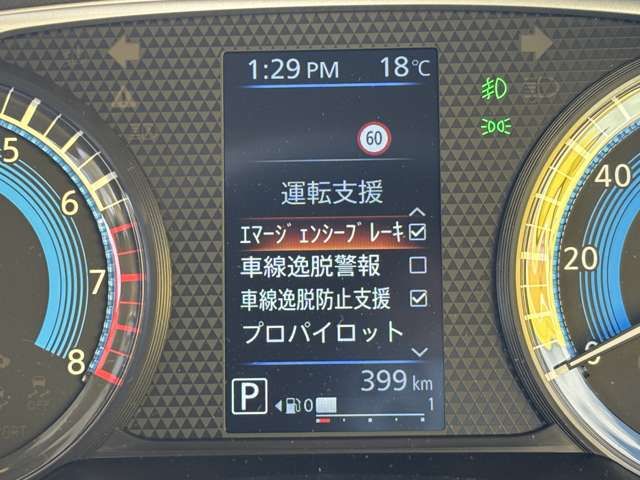 1:29 PM 18℃
60
運転支援
ｴﾏｰｼﾞｪﾝｼｰﾌﾞﾚｰｷ
車線逸脱警報
車線逸脱防止支援
プロパイロット
399 km
P 0 1
5
6
7
8
40
20
0